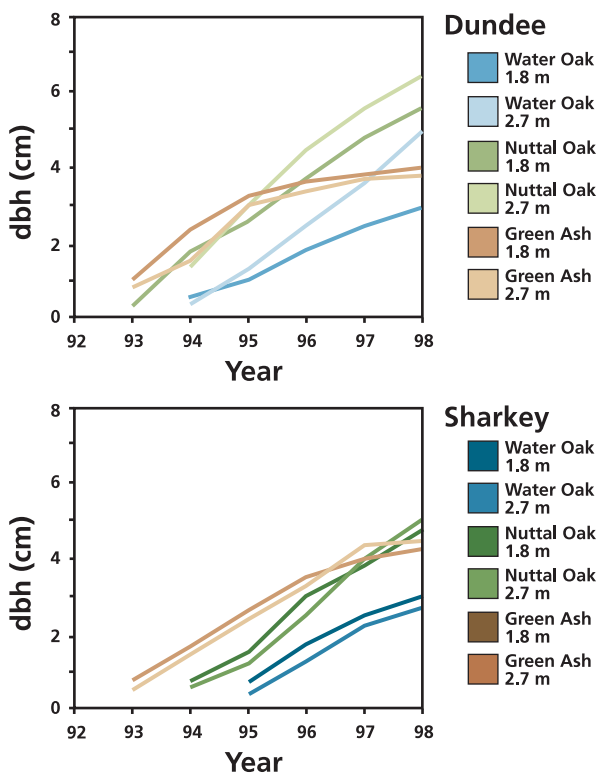 Dundee
8
6
4
2
0
dbh (cm)
92 93 94 95 96 97 98
Year
Water Oak
1.8 m
Water Oak
2.7 m
Nuttal Oak
1.8 m
Nuttal Oak
2.7 m
Green Ash
1.8 m
Green Ash
2.7 m
Sharkey
8
6
4
2
0
dbh (cm)
92 93 94 95 96 97 98
Year
Water Oak
1.8 m
Water Oak
2.7 m
Nuttal Oak
1.8 m
Nuttal Oak
2.7 m
Green Ash
1.8 m
Green Ash
2.7 m